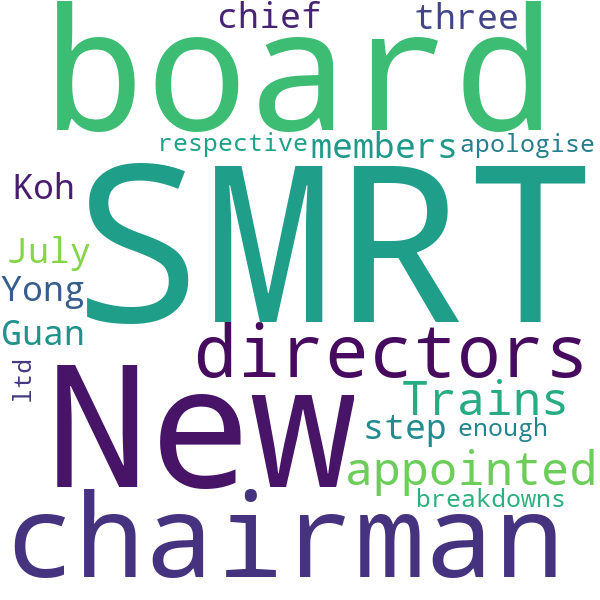 chief three
board
respective members apologise
Koh
SMRT
July
Yong
Guan
directors
ltd
New
Trains
step enough
appointed
breakdowns
chairman